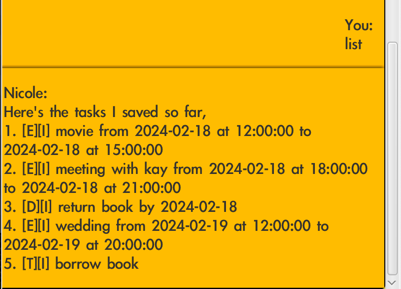 You:
list
Nicole:
Here's the tasks I saved so far,
1. [E][I] movie from 2024-02-18 at 12:00:00 to
2024-02-18 at 15:00:00
2. [E][I] meeting with kay from 2024-02-18 at 18:00:00
to 2024-02-18 at 21:00:00
3. [D][I] return book by 2024-02-18
4. [E][I] wedding from 2024-02-19 at 12:00:00 to
2024-02-19 at 20:00:00
5. [T][I] borrow book